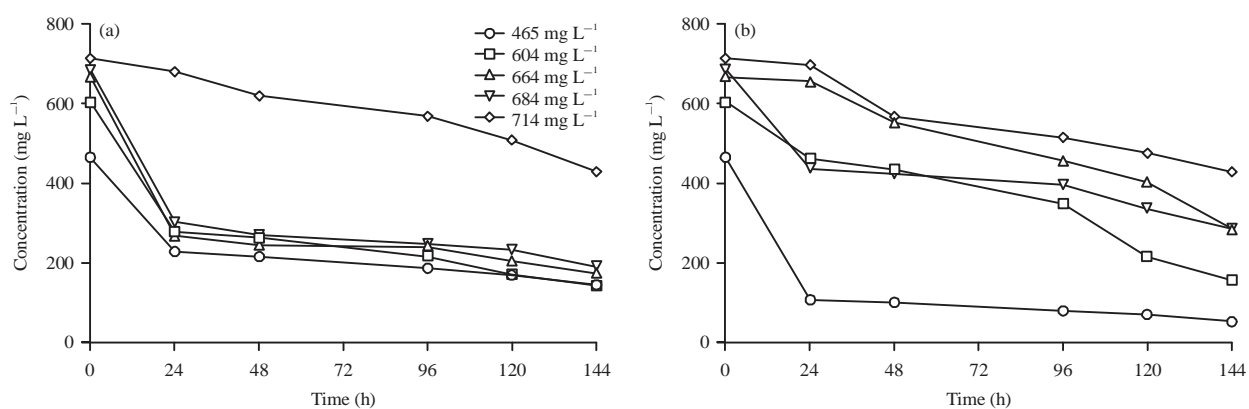 (a)
800
600
400
200
0
Concentration (mg L⁻¹)
465 mg L⁻¹
604 mg L⁻¹
664 mg L⁻¹
684 mg L⁻¹
714 mg L⁻¹
0 24 48 72 96 120 144
Time (h)
(b)
800
600
400
200
0
Concentration (mg L⁻¹)
0 24 48 72 96 120 144
Time (h)